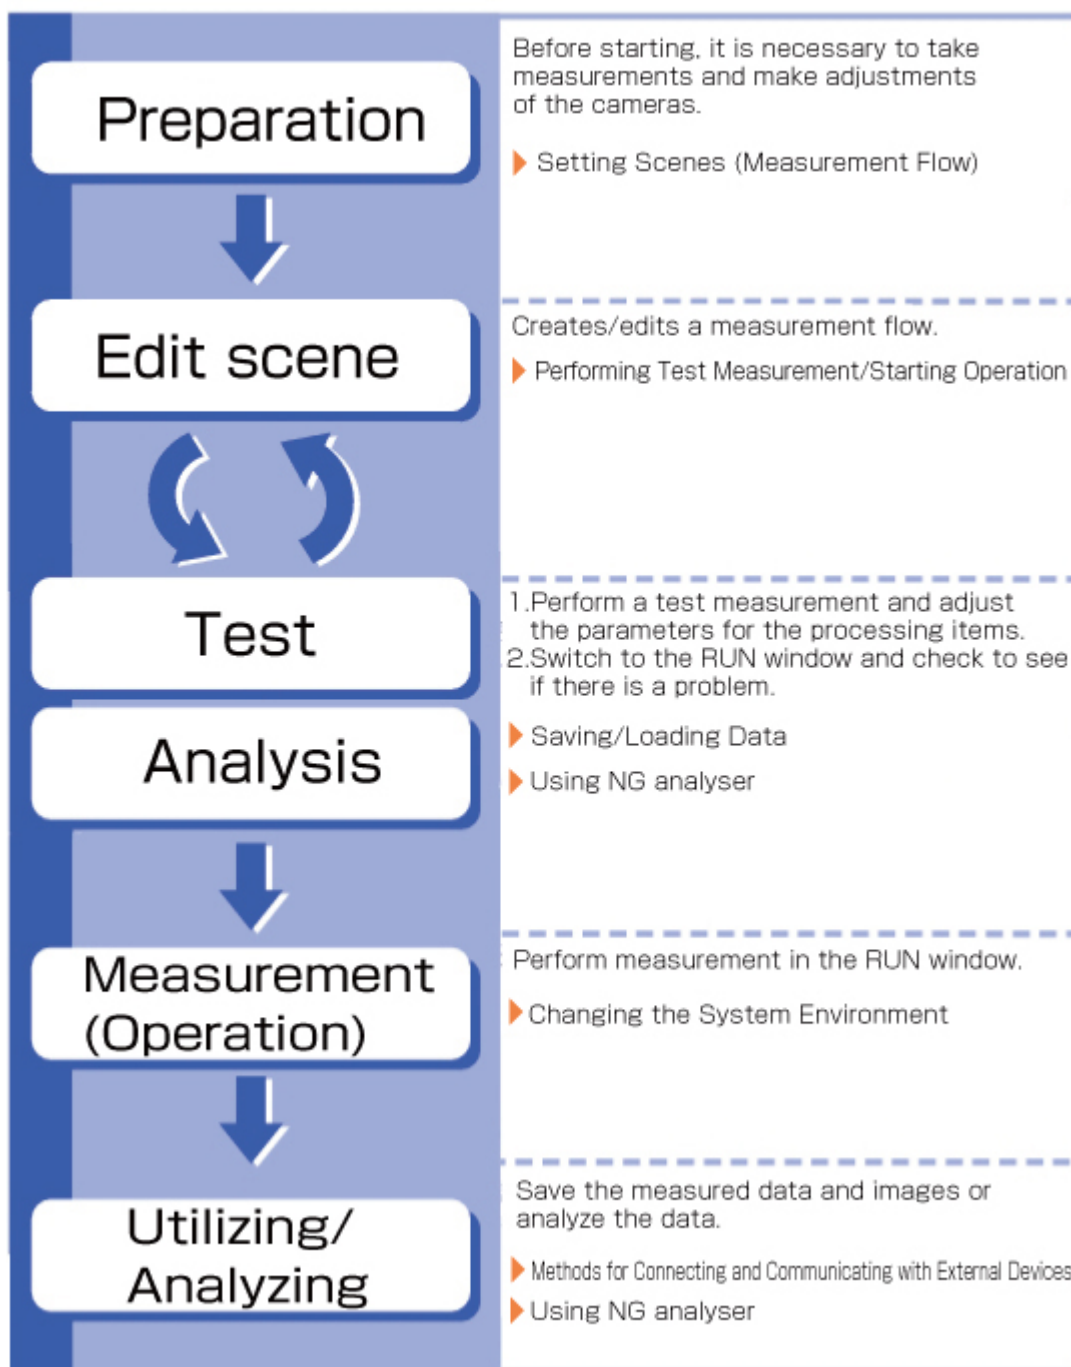 Preparation
Before starting, it is necessary to take
measurements and make adjustments
of the cameras.
Setting Scenes (Measurement Flow)
Edit scene
Creates/edits a measurement flow.
Performing Test Measurement/Starting Operation
Test
Analysis
1.Perform a test measurement and adjust
the parameters for the processing items.
2.Switch to the RUN window and check to see
if there is a problem.
Saving/Loading Data
Using NG analyser
Measurement
(Operation)
Perform measurement in the RUN window.
Changing the System Environment
Utilizing/
Analyzing
Save the measured data and images or
analyze the data.
Methods for Connecting and Communicating with External Devices
Using NG analyser